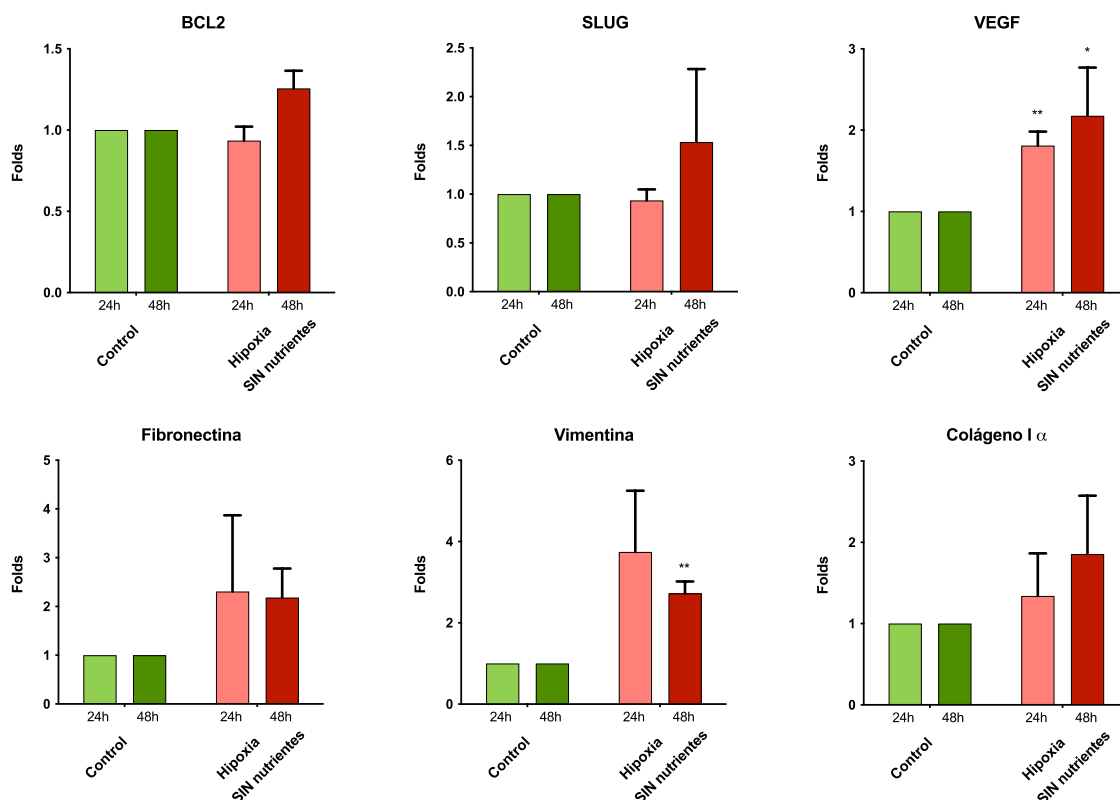 BCL2
1.5
1.0
0.5
0.0
Folds
24h 48h 24h 48h
Control
Hipoxia
SIN nutrientes
SLUG
2.5
2.0
1.5
1.0
0.5
0.0
Folds
24h 48h 24h 48h
Control
Hipoxia
SIN nutrientes
VEGF
3
2
1
0
Folds
**
*
24h 48h 24h 48h
Control
Hipoxia
SIN nutrientes
Fibronectina
5
4
3
2
1
0
Folds
24h 48h 24h 48h
Control
Hipoxia
SIN nutrientes
Vimentina
6
4
2
0
Folds
**
24h 48h 24h 48h
Control
Hipoxia
SIN nutrientes
Colágeno I α
3
2
1
0
Folds
24h 48h 24h 48h
Control
Hipoxia
SIN nutrientes